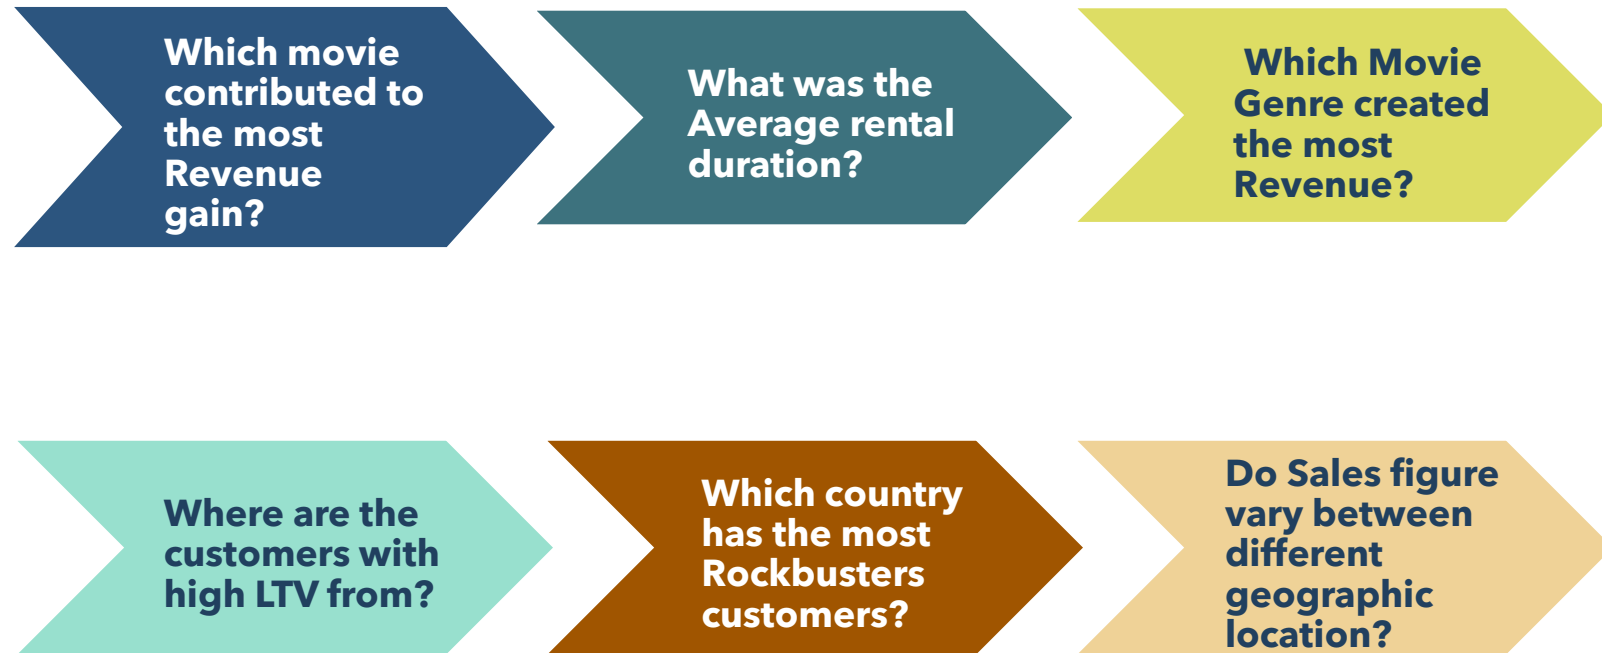 Which movie
contributed to
the most
Revenue
gain?
What was the
Average rental
duration?
Which Movie
Genre created
the most
Revenue?
Where are the
customers with
high LTV from?
Which country
has the most
Rockbusters
customers?
Do Sales figure
vary between
different
geographic
location?